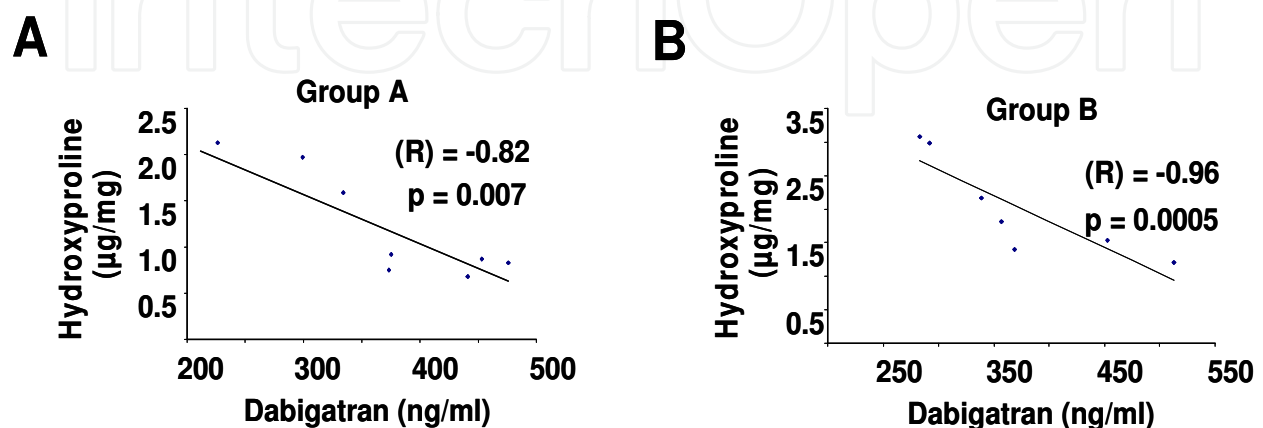 IntechOpen
A
B
Group A
2.5
2.0
1.5
1.0
0.5
Hydroxyproline
(µg/mg)
(R) = -0.82
p = 0.007
200 300 400 500
Dabigatran (ng/ml)
Group B
3.5
2.5
1.5
0.5
Hydroxyproline
(µg/mg)
(R) = -0.96
p = 0.0005
250 350 450 550
Dabigatran (ng/ml)